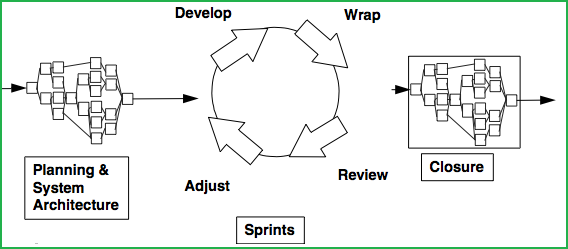 Develop
Wrap
Planning &
System
Architecture
Adjust
Review
Closure
Sprints